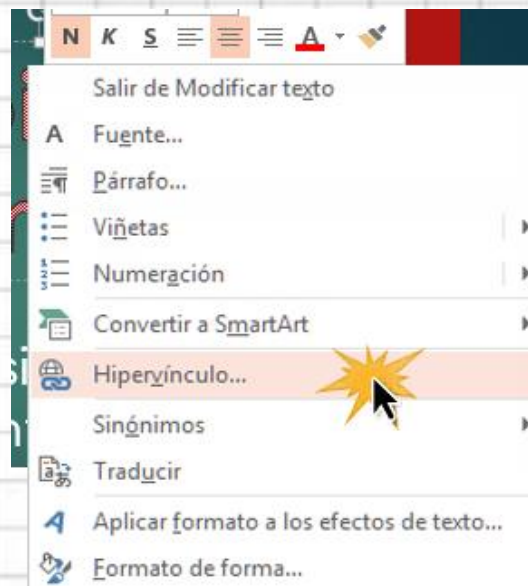 N K S A
Salir de Modificar texto
A Fuente...
Párrafo...
Viñetas
Numeración
Convertir a SmartArt
Hipervínculo...
Sinónimos
Traducir
Aplicar formato a los efectos de texto...
Formato de forma...